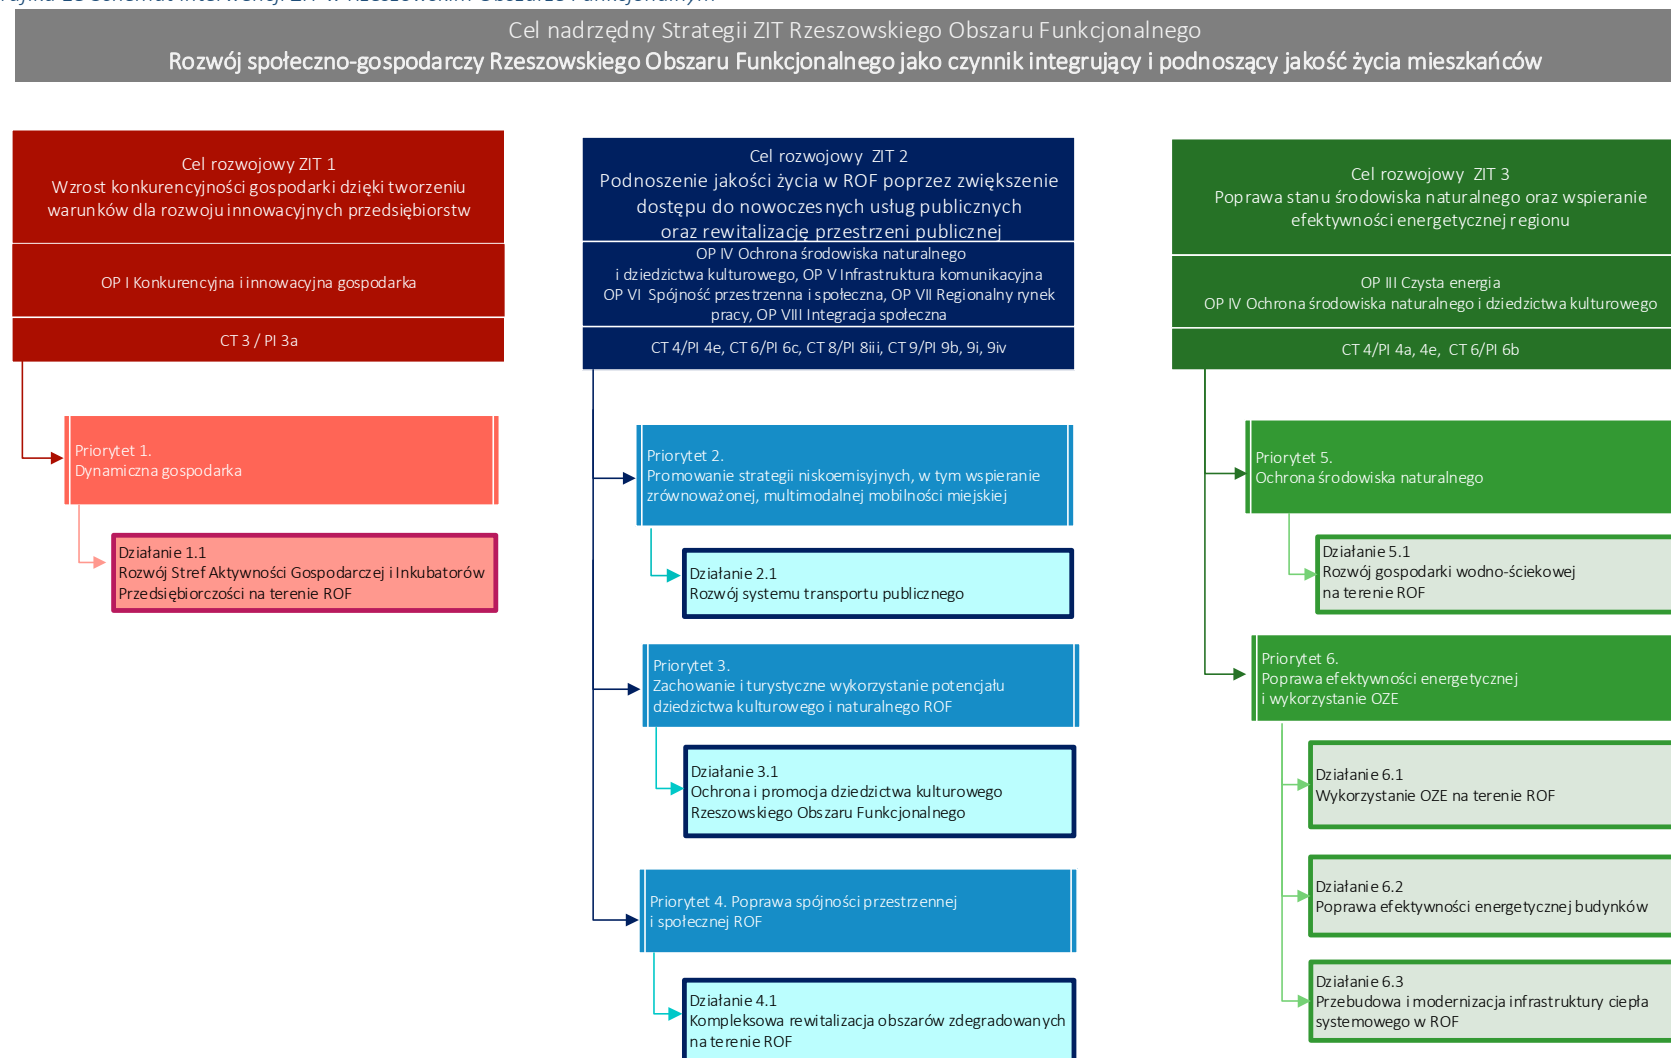 Schemat interwencji ZIT w Rzeszowskim Obszarze Funkcjonalnym
Cel nadrzędny Strategii ZIT Rzeszowskiego Obszaru Funkcjonalnego
Rozwój społeczno-gospodarczy Rzeszowskiego Obszaru Funkcjonalnego jako czynnik integrujący i podnoszący jakość życia mieszkańców
Cel rozwojowy ZIT 1
Wzrost konkurencyjności gospodarki dzięki tworzeniu
warunków dla rozwoju innowacyjnych przedsiębiorstw
OP I Konkurencyjna i innowacyjna gospodarka
CT 3 / PI 3a
Priorytet 1.
Dynamiczna gospodarka
Działanie 1.1
Rozwój Stref Aktywności Gospodarczej i Inkubatorów
Przedsiębiorczości na terenie ROF
Cel rozwojowy ZIT 2
Podnoszenie jakości życia w ROF poprzez zwiększenie
dostępu do nowoczesnych usług publicznych
oraz rewitalizację przestrzeni publicznej
OP IV Ochrona środowiska naturalnego
i dziedzictwa kulturowego, OP V Infrastruktura komunikacyjna
OP VI Spójność przestrzenna i społeczna, OP VII Regionalny rynek
pracy, OP VIII Integracja społeczna
CT 4/PI 4e, CT 6/PI 6c, CT 8/PI 8iii, CT 9/PI 9b, 9i, 9iv
Priorytet 2.
Promowanie strategii niskoemisyjnych, w tym wspieranie
zrównoważonej, multimodalnej mobilności miejskiej
Działanie 2.1
Rozwój systemu transportu publicznego
Priorytet 3.
Zachowanie i turystyczne wykorzystanie potencjału
dziedzictwa kulturowego i naturalnego ROF
Działanie 3.1
Ochrona i promocja dziedzictwa kulturowego
Rzeszowskiego Obszaru Funkcjonalnego
Priorytet 4. Poprawa spójności przestrzennej
i społecznej ROF
Działanie 4.1
Kompleksowa rewitalizacja obszarów zdegradowanych
na terenie ROF
Cel rozwojowy ZIT 3
Poprawa stanu środowiska naturalnego oraz wspieranie
efektywności energetycznej regionu
OP III Czysta energia
OP IV Ochrona środowiska naturalnego i dziedzictwa kulturowego
CT 4/PI 4a, 4e, CT 6/PI 6b
Priorytet 5.
Ochrona środowiska naturalnego
Działanie 5.1
Rozwój gospodarki wodno-ściekowej
na terenie ROF
Priorytet 6.
Poprawa efektywności energetycznej
i wykorzystanie OZE
Działanie 6.1
Wykorzystanie OZE na terenie ROF
Działanie 6.2
Poprawa efektywności energetycznej budynków
Działanie 6.3
Przebudowa i modernizacja infrastruktury ciepła
systemowego w ROF